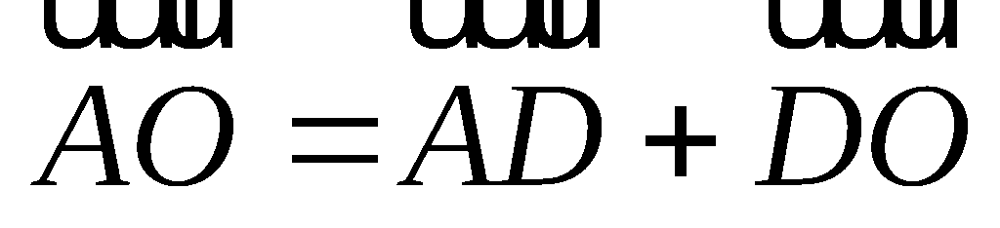 AO = AD + DO